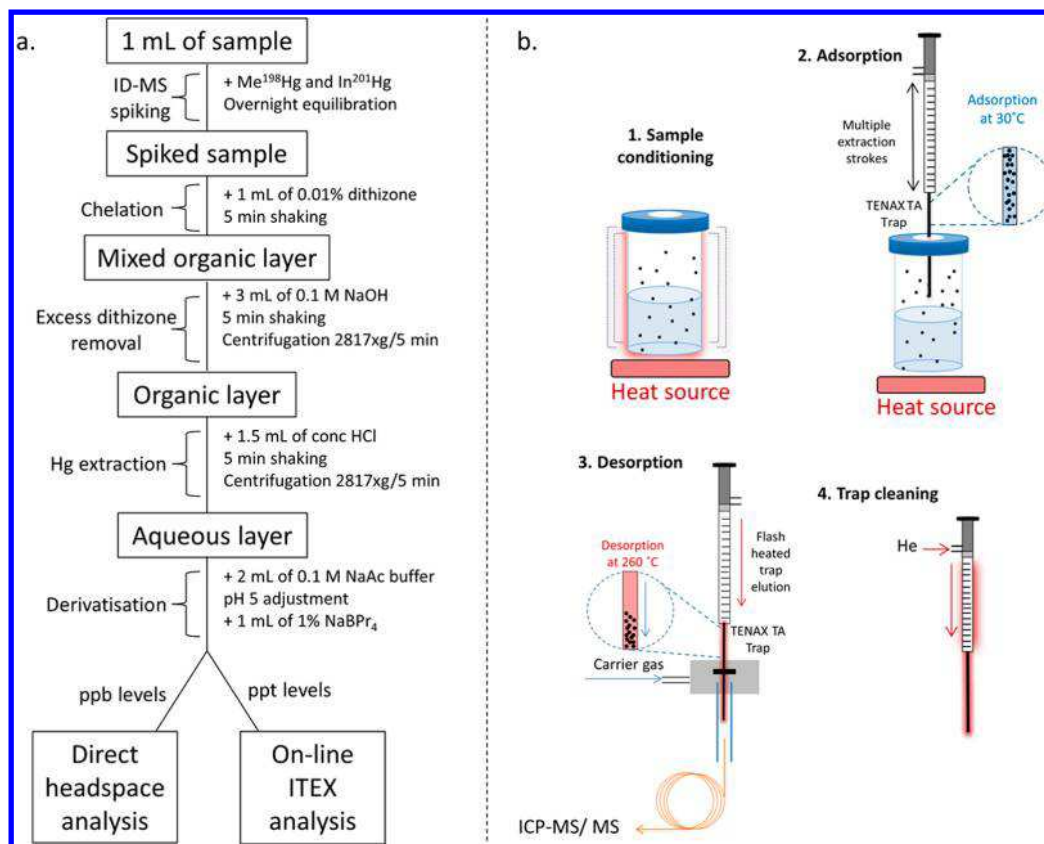 a.
1 mL of sample
ID-MS
spiking
+ Me¹⁹⁸Hg and In²⁰¹Hg
Overnight equilibration
Spiked sample
Chelation
+ 1 mL of 0.01% dithizone
5 min shaking
Mixed organic layer
Excess dithizone
removal
+ 3 mL of 0.1 M NaOH
5 min shaking
Centrifugation 2817xg/5 min
Organic layer
Hg extraction
+ 1.5 mL of conc HCl
5 min shaking
Centrifugation 2817xg/5 min
Aqueous layer
Derivatisation
+ 2 mL of 0.1 M NaAc buffer
pH 5 adjustment
+ 1 mL of 1% NaBPr₄
ppb levels
ppt levels
Direct
headspace
analysis
On-line
ITEX
analysis
b.
1. Sample
conditioning
Heat source
2. Adsorption
Multiple
extraction
strokes
Adsorption
at 30˚C
TENAX TA
Trap
Heat source
3. Desorption
Desorption
at 260 ˚C
Flash
heated
trap
elution
TENAX TA
Trap
Carrier gas
ICP-MS/ MS
4. Trap cleaning
He